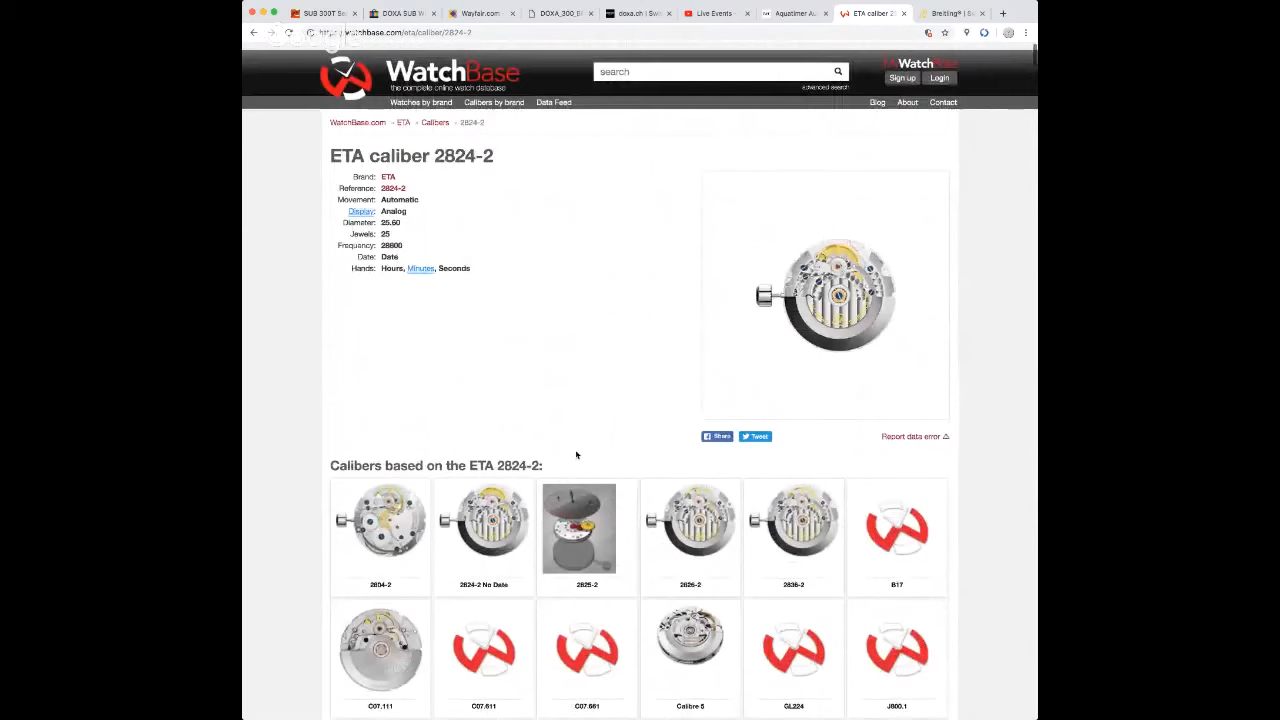 SUB 300T Se
DOXA SUB W
Wayfair.com -
DOXA_300_B
doxa.ch | Sw
Live Events -
Aquatimer Au
ETA caliber 28
Breitling® | S
watchbase.com/eta/caliber/2824-2
WatchBase
the complete online watch database
search
advanced search
MyWatchBase
Sign up
Login
Watches by brand
Calibers by brand
Data Feed
Blog
About
Contact
WatchBase.com » ETA » Calibers » 2824-2
ETA caliber 2824-2
Brand: ETA
Reference: 2824-2
Movement: Automatic
Display: Analog
Diameter: 25.60
Jewels: 25
Frequency: 28800
Date: Date
Hands: Hours, Minutes, Seconds
Share
Tweet
Report data error
Calibers based on the ETA 2824-2:
2804-2
2824-2 No Date
2825-2
2826-2
2836-2
B17
C07.111
C07.611
C07.661
Calibre 5
GL224
J800.1